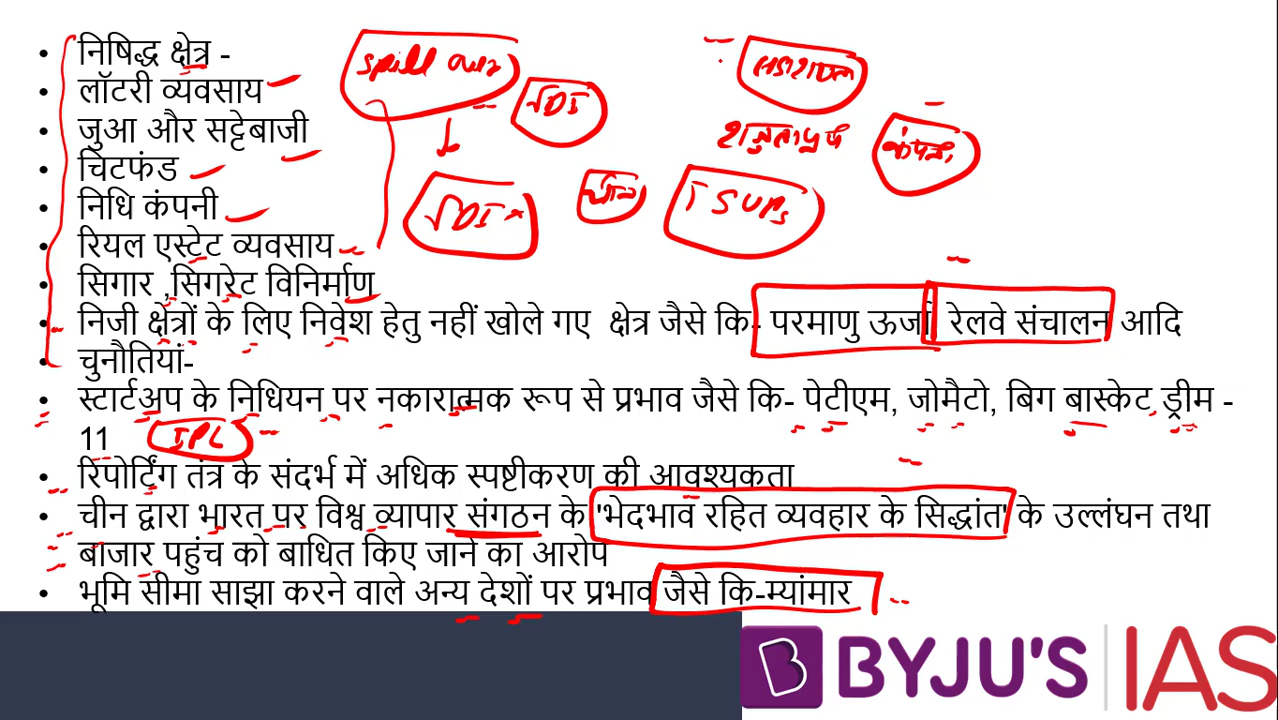 निषिद्ध क्षेत्र -
लॉटरी व्यवसाय
जुआ और सट्टेबाजी
चिटफंड
निधि कंपनी
रियल एस्टेट व्यवसाय
सिगार ,सिगरेट विनिर्माण
निजी क्षेत्रों के लिए निवेश हेतु नहीं खोले गए क्षेत्र जैसे कि- परमाणु ऊर्जा रेलवे संचालन आदि
चुनौतियां-
स्टार्टअप के निधियन पर नकारात्मक रूप से प्रभाव जैसे कि- पेटीएम, जोमैटो, बिग बास्केट ड्रीम -
11
रिपोर्टिंग तंत्र के संदर्भ में अधिक स्पष्टीकरण की आवश्यकता
चीन द्वारा भारत पर विश्व व्यापार संगठन के 'भेदभाव रहित व्यवहार के सिद्धांत' के उल्लंघन तथा
बाजार पहुंच को बाधित किए जाने का आरोप
भूमि सीमा साझा करने वाले अन्य देशों पर प्रभाव जैसे कि-म्यांमार
spill over
चीन
कंपनी
IPL
BYJU'S IAS